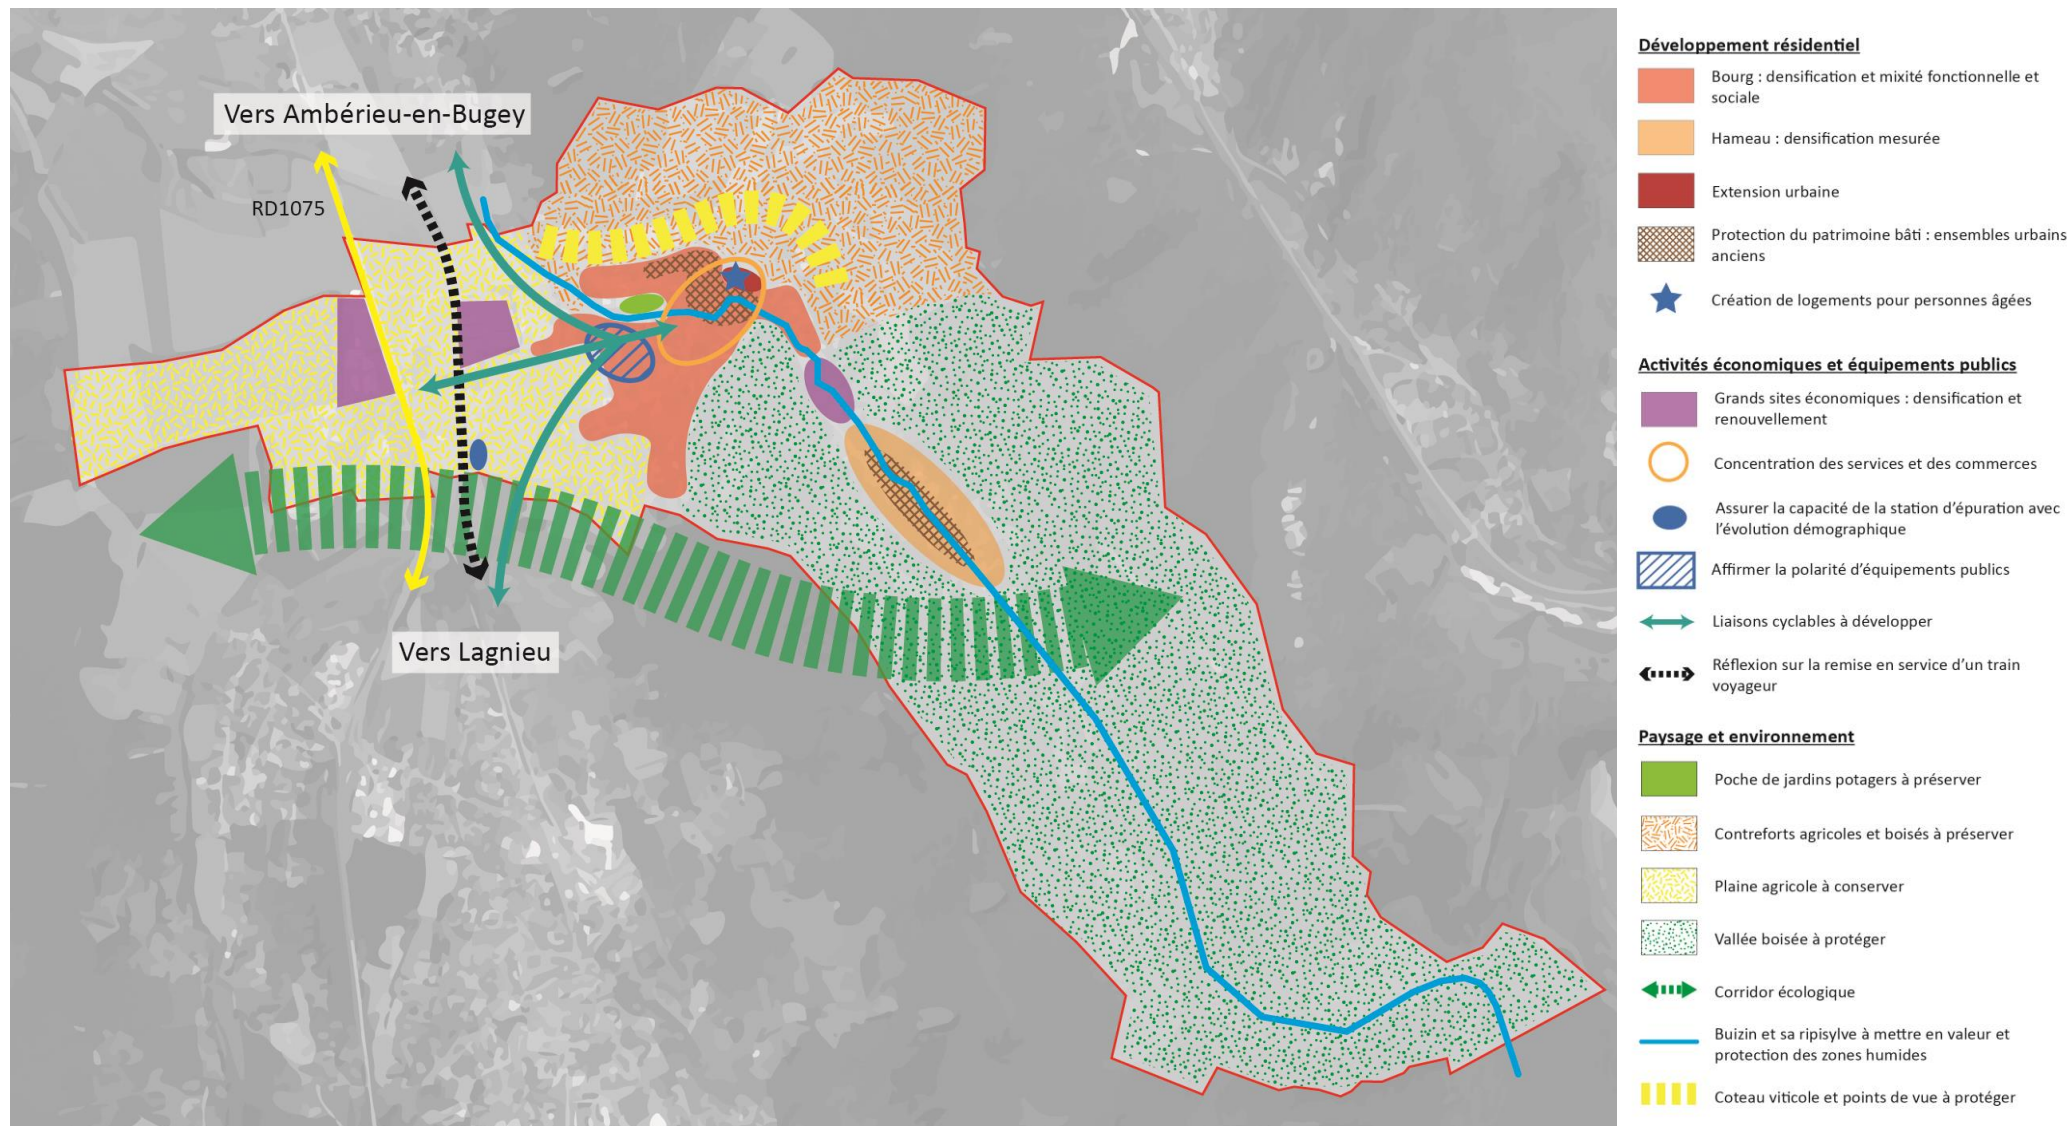 Vers Ambérieu-en-Bugey
RD1075
Vers Lagnieu
Développement résidentiel
Bourg : densification et mixité fonctionnelle et
sociale
Hameau : densification mesurée
Extension urbaine
Protection du patrimoine bâti : ensembles urbains
anciens
Création de logements pour personnes âgées
Activités économiques et équipements publics
Grands sites économiques : densification et
renouvellement
Concentration des services et des commerces
Assurer la capacité de la station d'épuration avec
l'évolution démographique
Affirmer la polarité d'équipements publics
Liaisons cyclables à développer
Réflexion sur la remise en service d'un train
voyageur
Paysage et environnement
Poche de jardins potagers à préserver
Contreforts agricoles et boisés à préserver
Plaine agricole à conserver
Vallée boisée à protéger
Corridor écologique
Buizin et sa ripisylve à mettre en valeur et
protection des zones humides
Coteau viticole et points de vue à protéger